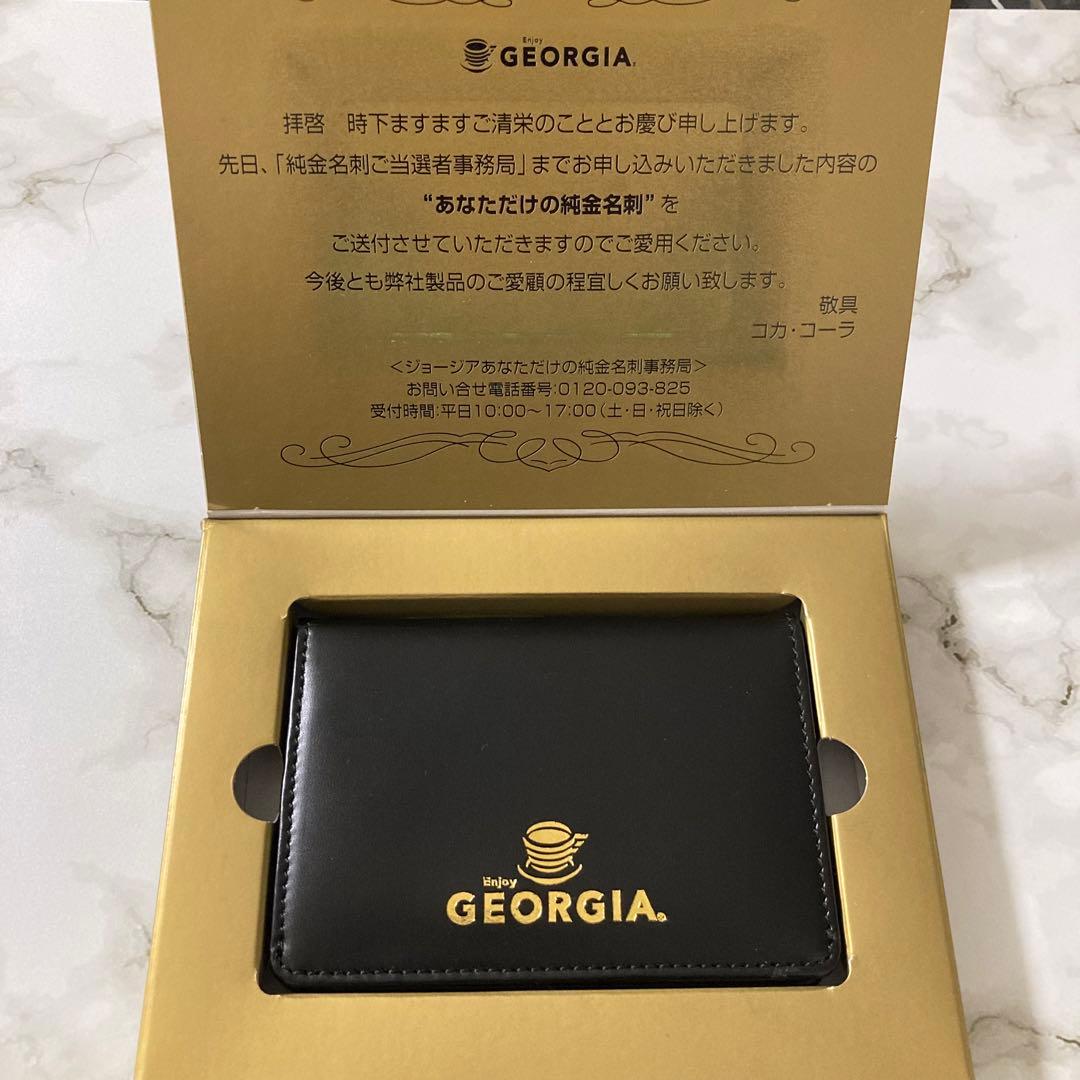 Enjoy
GEORGIA®
拝啓　時下ますますご清栄のこととお慶び申し上げます。
先日、「純金名刺ご当選者事務局」までお申し込みいただきました内容の
“あなただけの純金名刺”を
ご送付させていただきますのでご愛用ください。
今後とも弊社製品のご愛顧の程宜しくお願い致します。
敬具
コカ・コーラ
＜ジョージアあなただけの純金名刺事務局＞
お問い合せ電話番号:0120-093-825
受付時間:平日10:00～17:00（土・日・祝日除く）
Enjoy
GEORGIA®